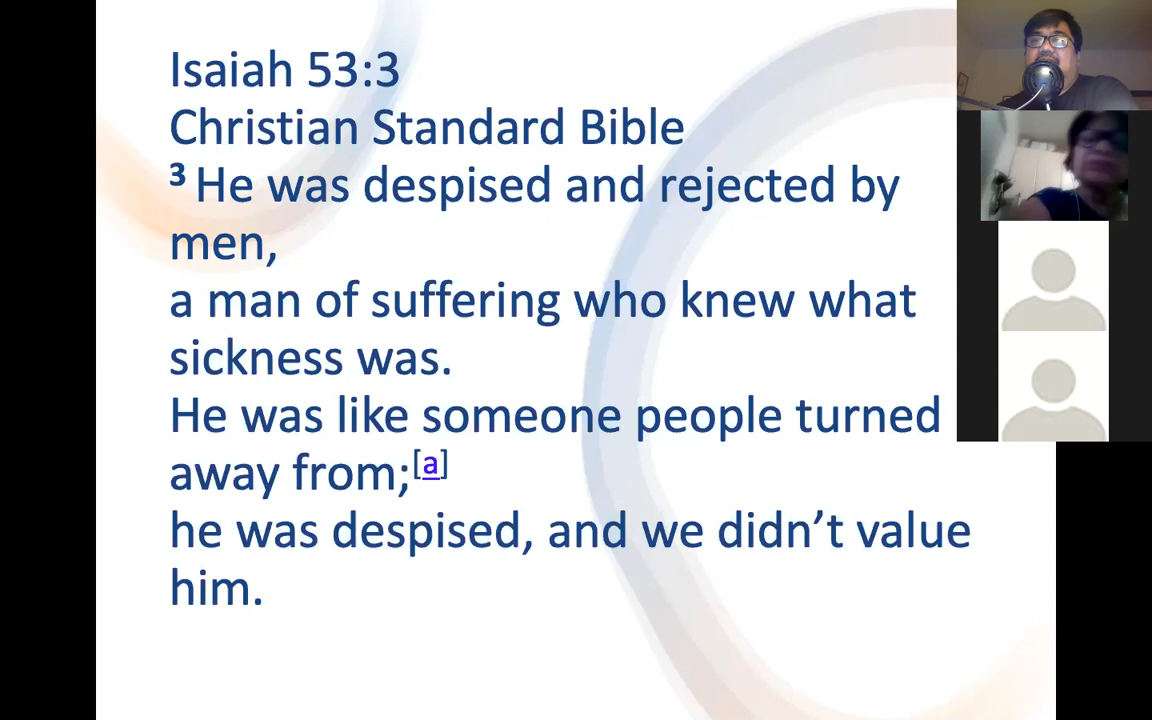 Isaiah 53:3
Christian Standard Bible
3 He was despised and rejected by
men,
a man of suffering who knew what
sickness was.
He was like someone people turned
away from;[a]
he was despised, and we didn’t value
him.